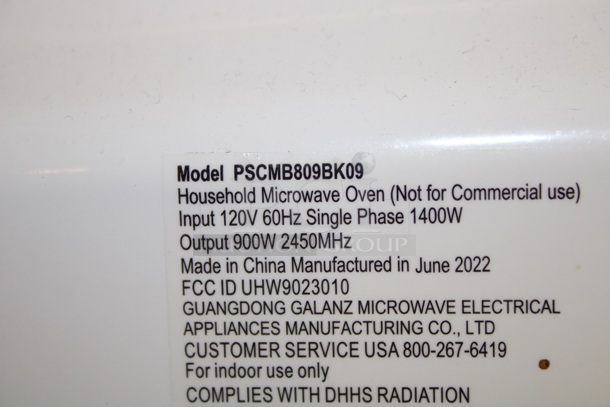 Model PSCMB809BK09
Household Microwave Oven (Not for Commercial use)
Input 120V 60Hz Single Phase 1400W
Output 900W 2450MHz
GROUP
Made in China Manufactured in June 2022
FCC ID UHW9023010
GUANGDONG GALANZ MICROWAVE ELECTRICAL
APPLIANCES MANUFACTURING CO., LTD
CUSTOMER SERVICE USA 800-267-6419
For indoor use only
COMPLIES WITH DHHS RADIATION